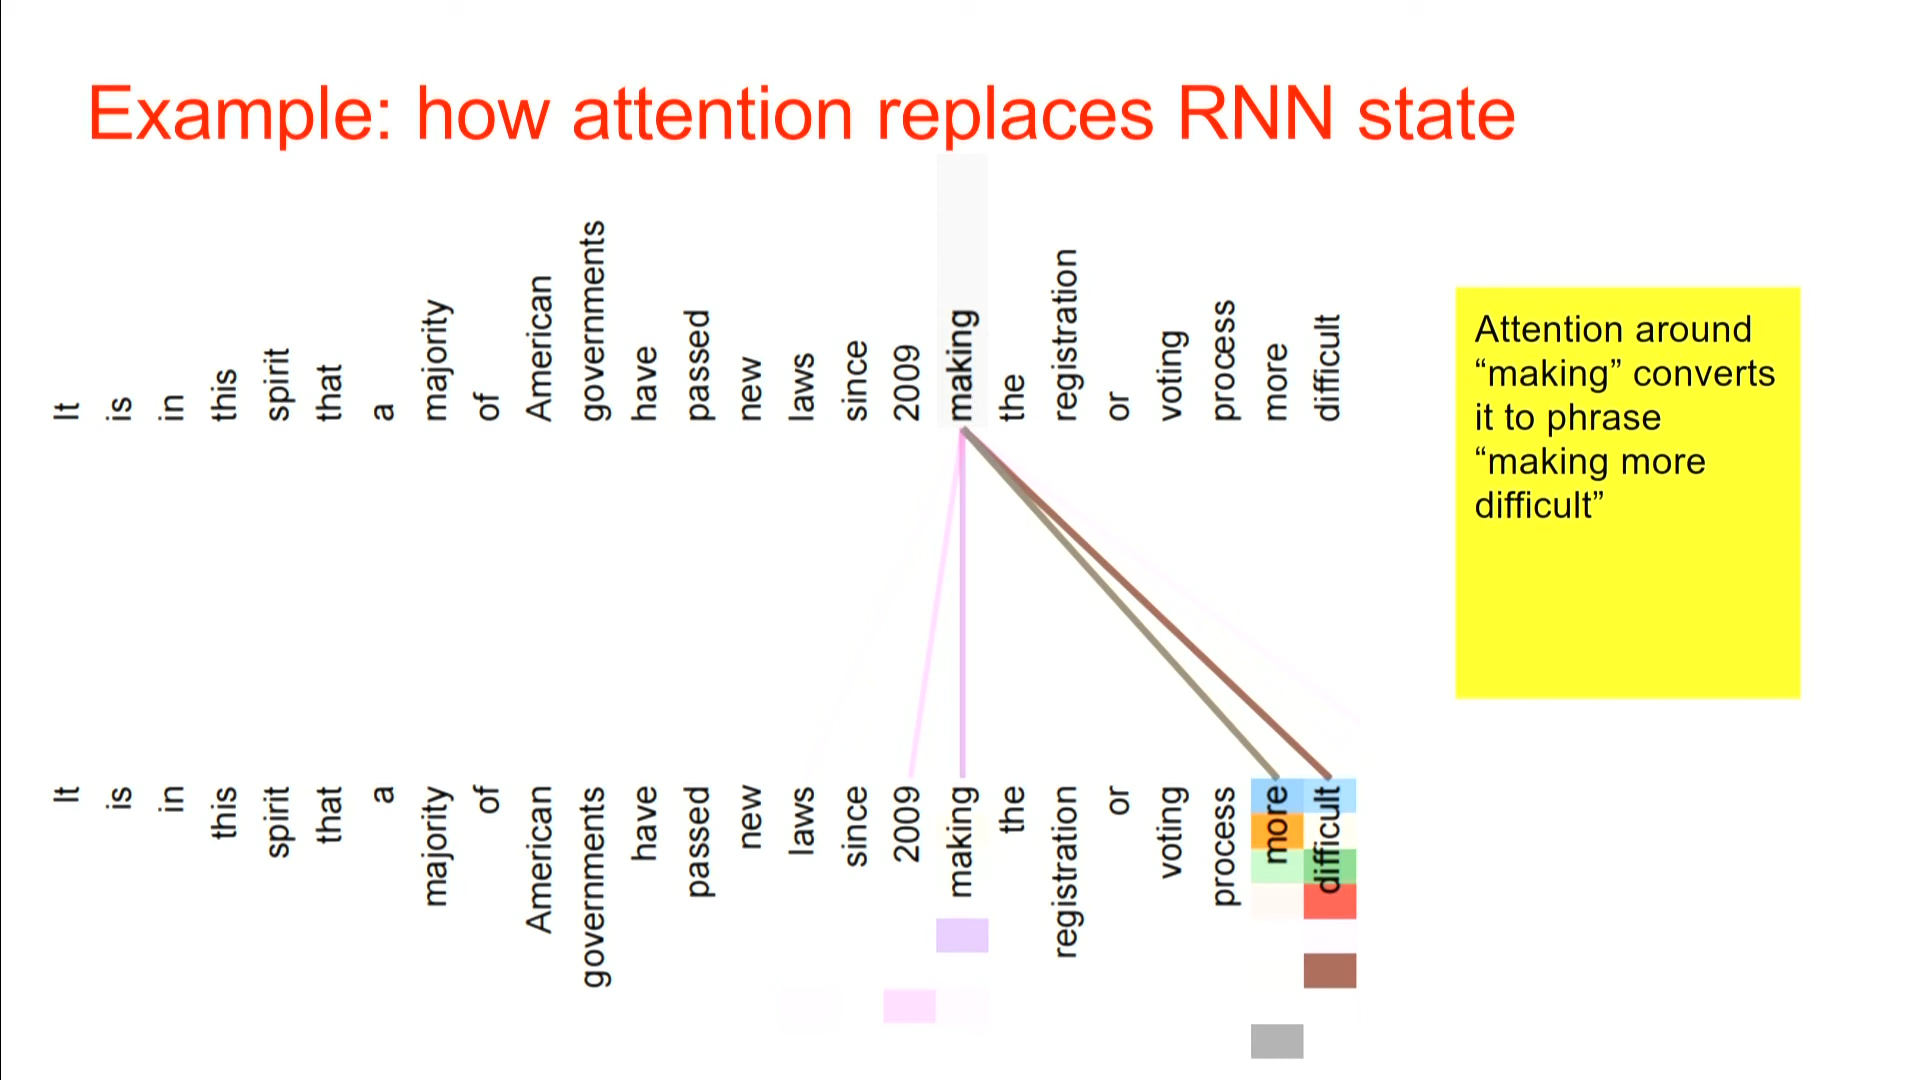 Example: how attention replaces RNN state
It is in this spirit that a majority of American governments have passed new laws since 2009 making the registration or voting process more difficult
Attention around
“making” converts
it to phrase
“making more
difficult”
It is in this spirit that a majority of American governments have passed new laws since 2009 making the registration or voting process more difficult